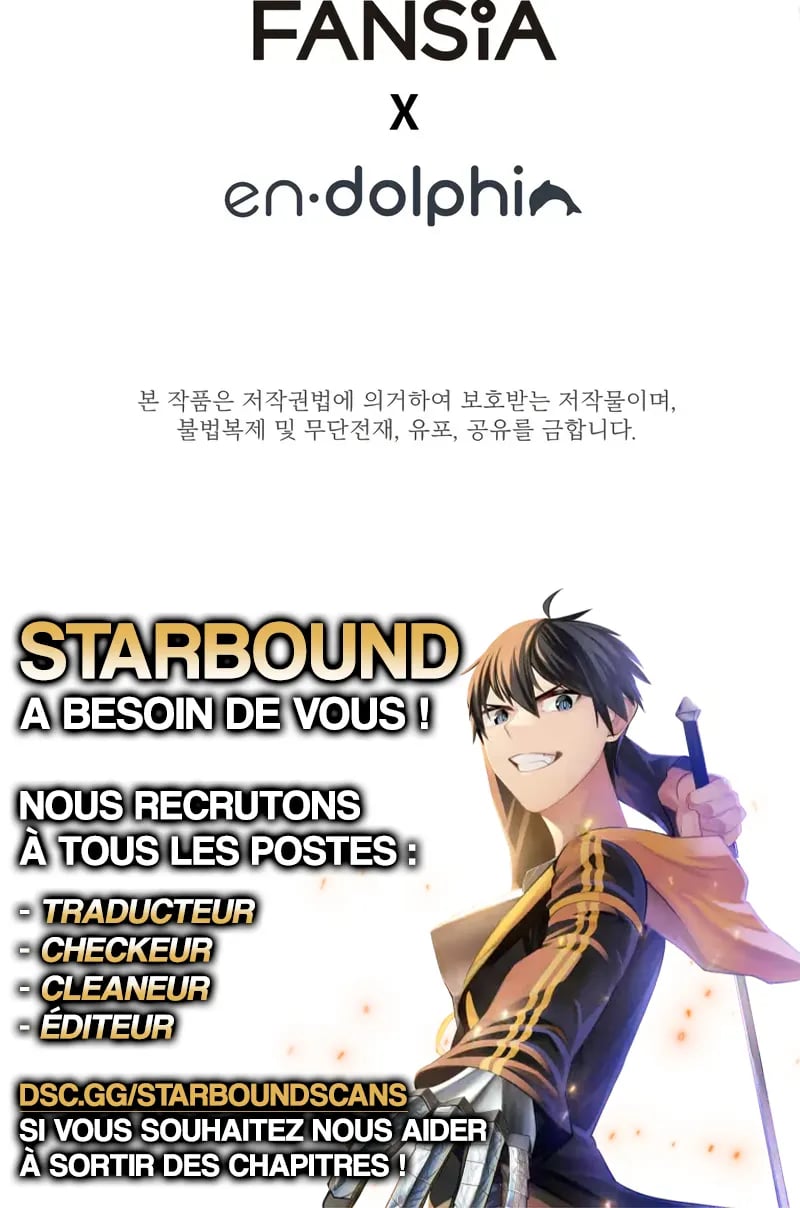 FANSiA
X
en·dolphin
본 작품은 저작권법에 의거하여 보호받는 저작물이며,
불법복제 및 무단전재, 유포, 공유를 금합니다.
STARBOUND
A BESOIN DE VOUS !
NOUS RECRUTONS
À TOUS LES POSTES :
- TRADUCTEUR
- CHECKEUR
- CLEANEUR
- ÉDITEUR
DSC.GG/STARBOUNDSCANS
SI VOUS SOUHAITEZ NOUS AIDER
À SORTIR DES CHAPITRES !